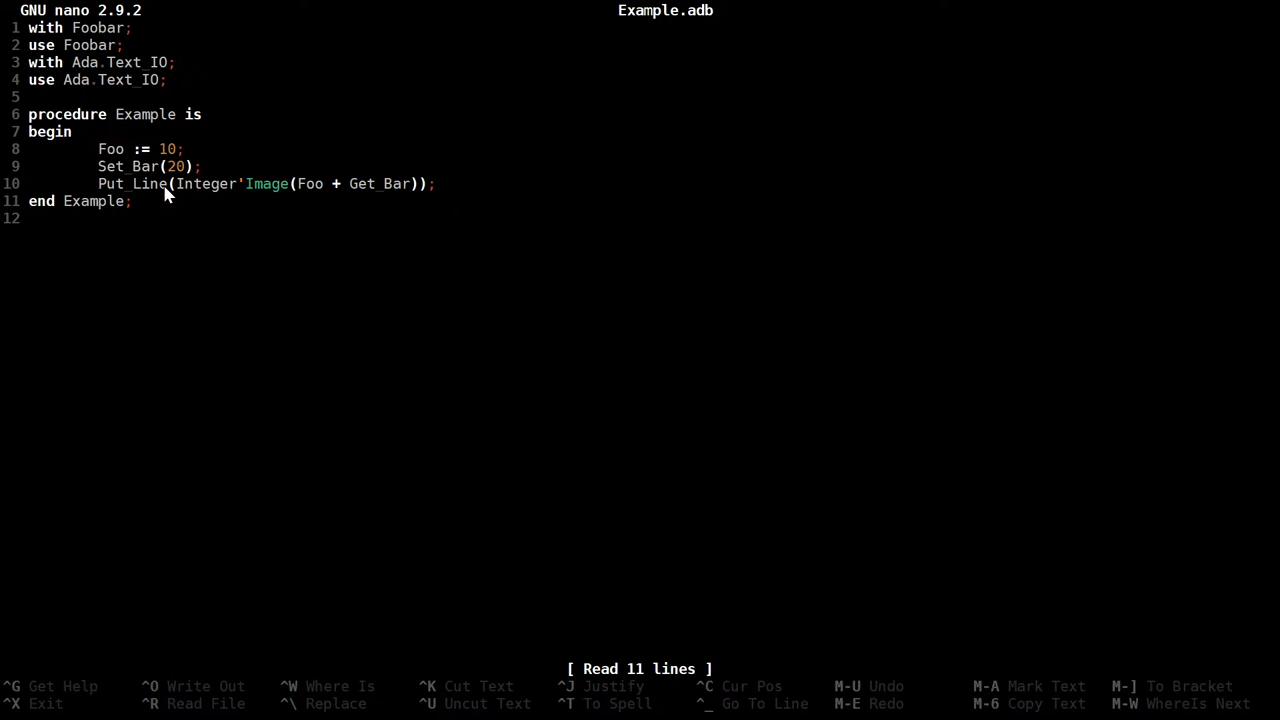 GNU nano 2.9.2 Example.adb
1 with Foobar;
2 use Foobar;
3 with Ada.Text_IO;
4 use Ada.Text_IO;
5
6 procedure Example is
7 begin
8 Foo := 10;
9 Set_Bar(20);
10 Put_Line(Integer'Image(Foo + Get_Bar));
11 end Example;
12
[ Read 11 lines ]
^G Get Help ^O Write Out ^W Where Is ^K Cut Text ^J Justify ^C Cur Pos M-U Undo M-A Mark Text M-] To Bracket
^X Exit ^R Read File ^\ Replace ^U Uncut Text ^T To Spell ^_ Go To Line M-E Redo M-6 Copy Text M-W WhereIs Next